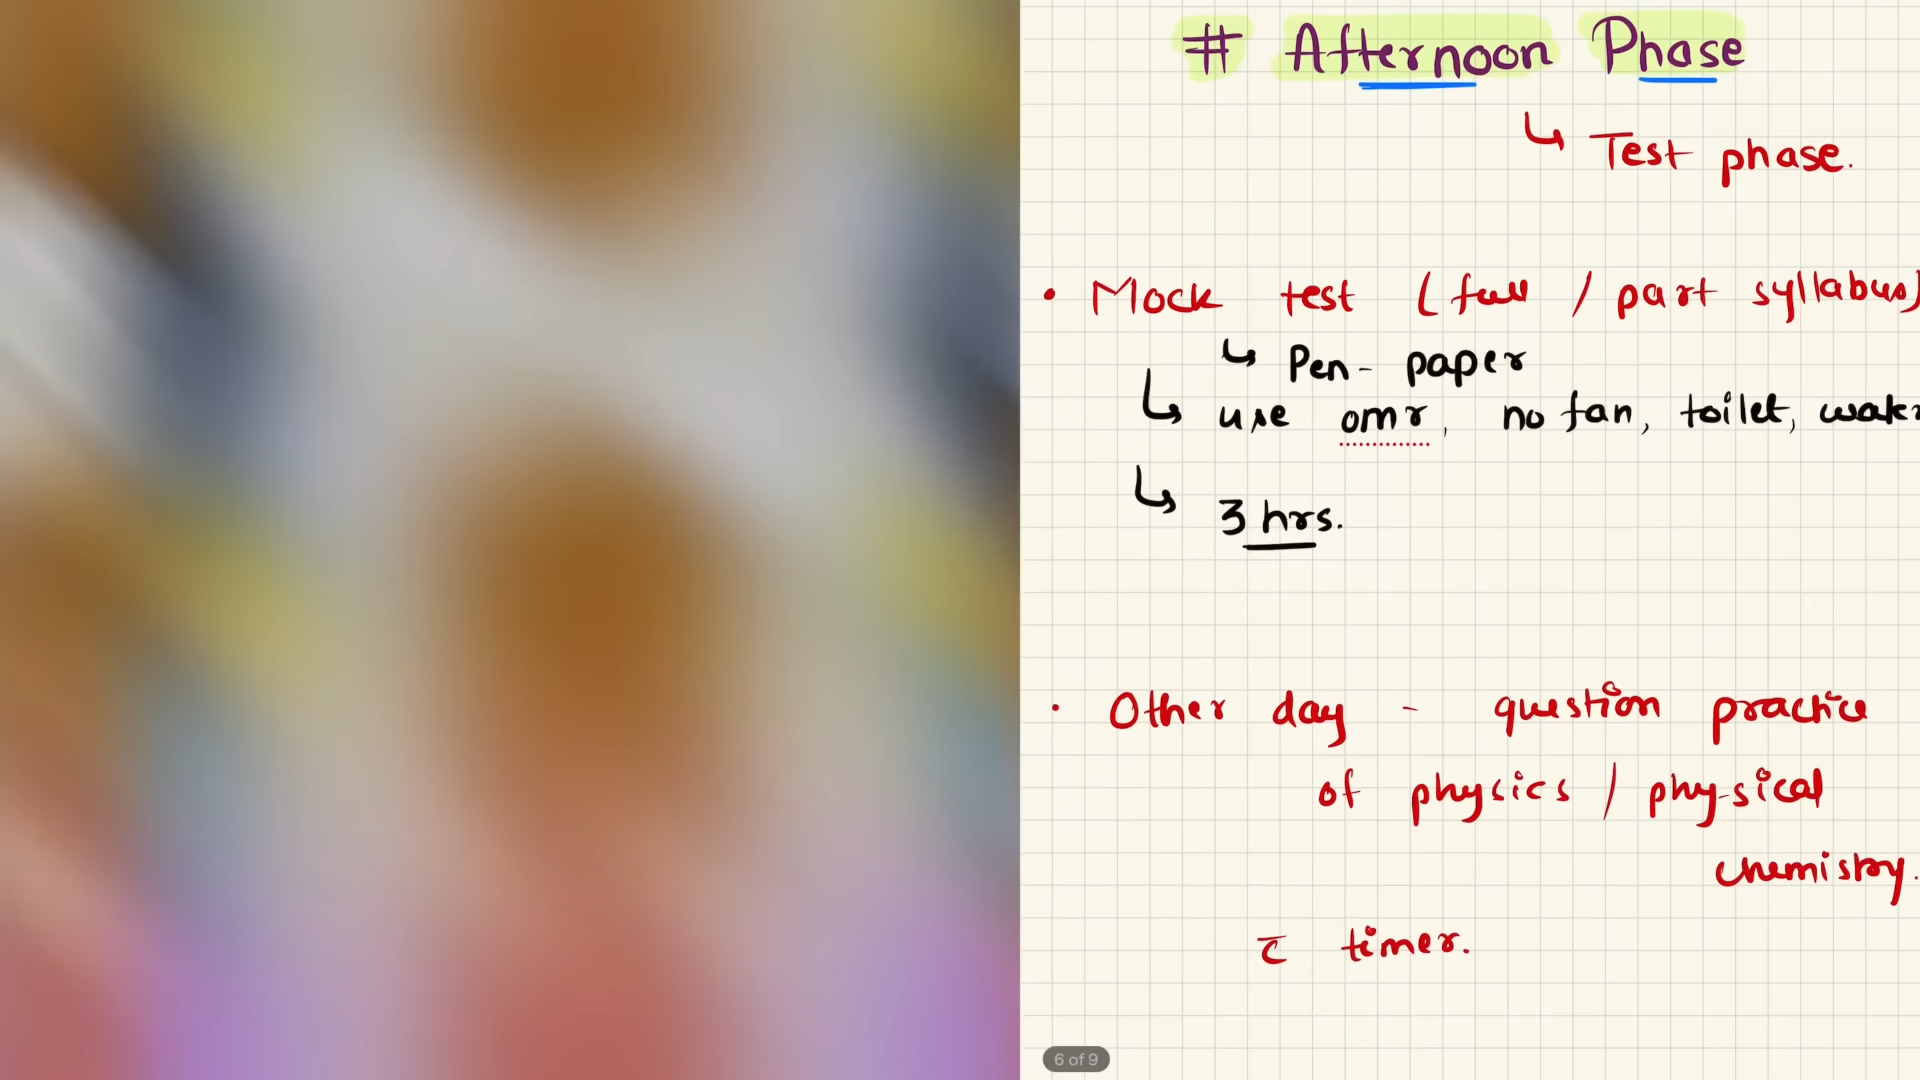 # Afternoon Phase
↳ Test phase.
• Mock test (full / part syllabus)
↳ Pen- paper
↳ use omr, no fan, toilet, water
↳ 3 hrs.
• Other day - question practice
of physics / physical
chemistry.
c̄ timer.
6 of 9